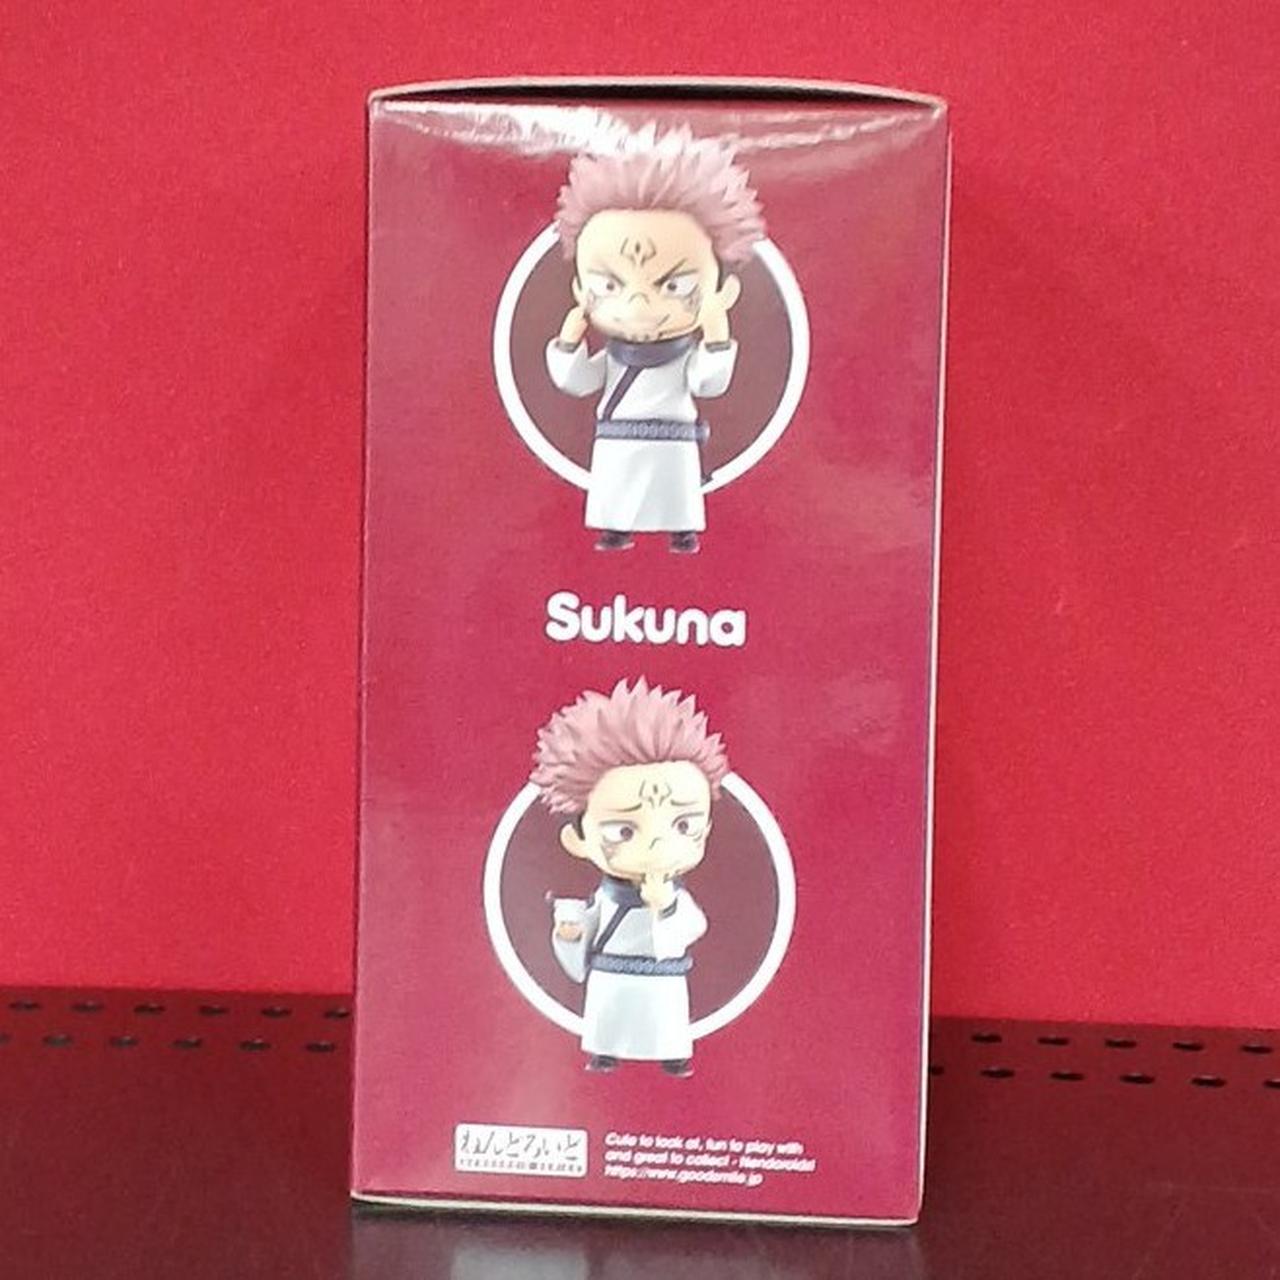 Sukuna
ねんどろいど
Cute to look at, fun to play with
and great to collect - Nendoroids!
https://www.goodsmile.jp